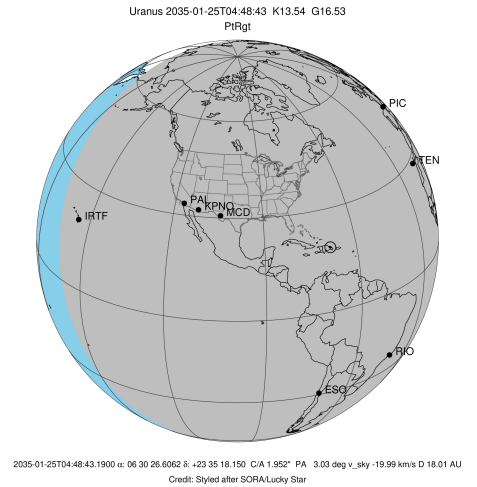 Uranus 2035-01-25T04:48:43 K13.54 G16.53
PtRgt
PIC
TEN
PAL
KPNO
MCD
IRTF
RIO
ESO
2035-01-25T04:48:43.1900 α: 06 30 26.6062 δ: +23 35 18.150 C/A 1.952" PA 3.03 deg v_sky -19.99 km/s D 18.01 AU
Credit: Styled after SORA/Lucky Star